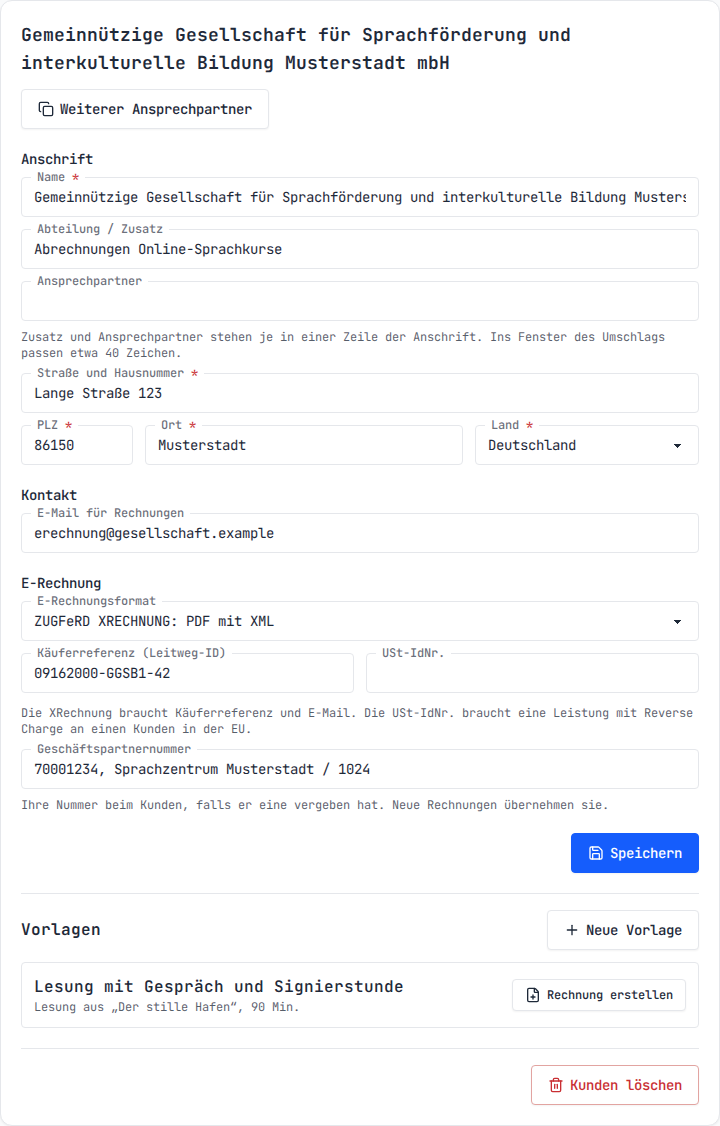 Gemeinnützige Gesellschaft für Sprachförderung und
interkulturelle Bildung Musterstadt mbH
Weiterer Ansprechpartner
Anschrift
Name *
Gemeinnützige Gesellschaft für Sprachförderung und interkulturelle Bildung Musters
Abteilung / Zusatz
Abrechnungen Online-Sprachkurse
Ansprechpartner
Zusatz und Ansprechpartner stehen je in einer Zeile der Anschrift. Ins Fenster des Umschlags
passen etwa 40 Zeichen.
Straße und Hausnummer *
Lange Straße 123
PLZ * Ort * Land *
86150 Musterstadt Deutschland
Kontakt
E-Mail für Rechnungen
erechnung@gesellschaft.example
E-Rechnung
E-Rechnungsformat
ZUGFeRD XRECHNUNG: PDF mit XML
Käuferreferenz (Leitweg-ID) USt-IdNr.
09162000-GGSB1-42
Die XRechnung braucht Käuferreferenz und E-Mail. Die USt-IdNr. braucht eine Leistung mit Reverse
Charge an einen Kunden in der EU.
Geschäftspartnernummer
70001234, Sprachzentrum Musterstadt / 1024
Ihre Nummer beim Kunden, falls er eine vergeben hat. Neue Rechnungen übernehmen sie.
Speichern
Vorlagen
Neue Vorlage
Lesung mit Gespräch und Signierstunde
Lesung aus „Der stille Hafen“, 90 Min.
Rechnung erstellen
Kunden löschen